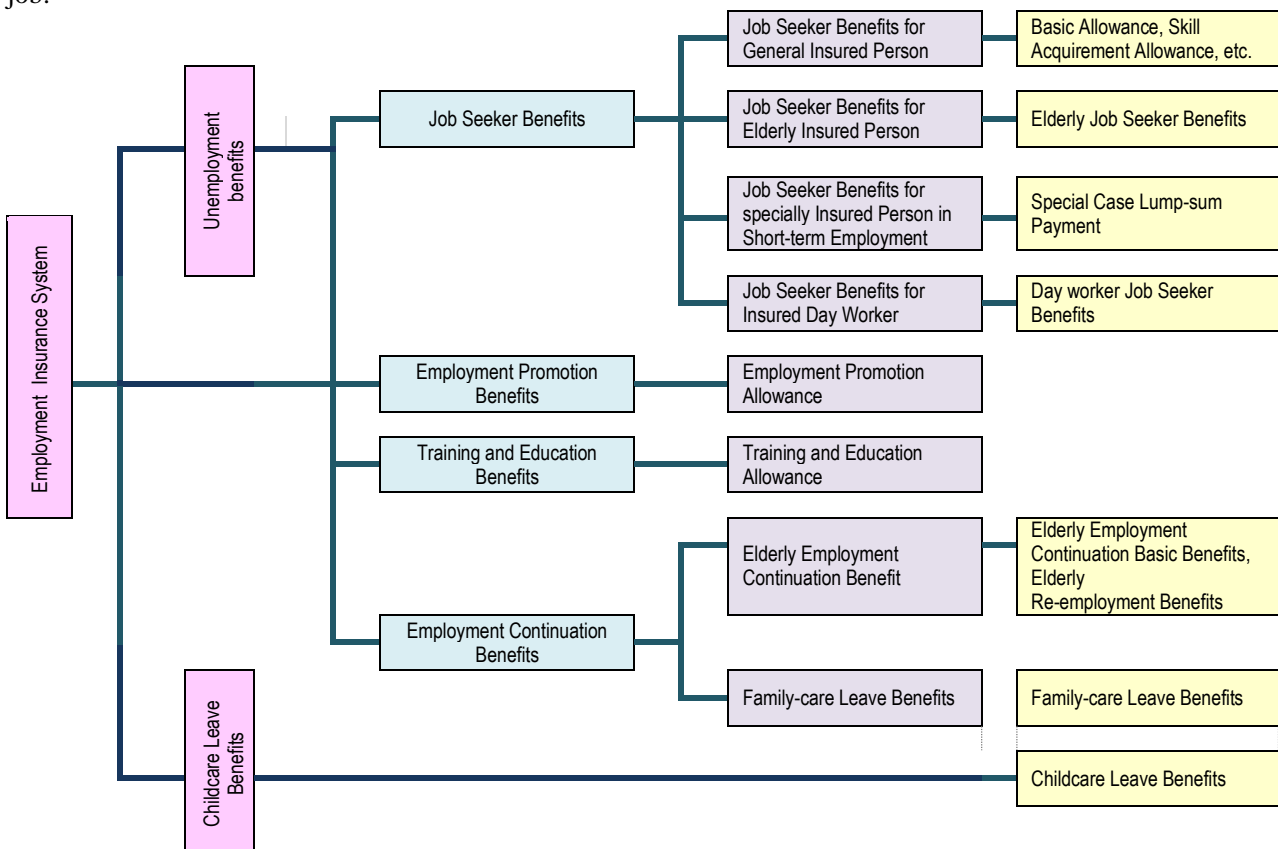 job.
Employment Insurance System
Unemployment
benefits
Childcare Leave
Benefits
Job Seeker Benefits
Employment Promotion
Benefits
Training and Education
Benefits
Employment Continuation
Benefits
Job Seeker Benefits for
General Insured Person
Job Seeker Benefits for
Elderly Insured Person
Job Seeker Benefits for
specially Insured Person in
Short-term Employment
Job Seeker Benefits for
Insured Day Worker
Employment Promotion
Allowance
Training and Education
Allowance
Elderly Employment
Continuation Benefit
Family-care Leave Benefits
Basic Allowance, Skill
Acquirement Allowance, etc.
Elderly Job Seeker Benefits
Special Case Lump-sum
Payment
Day worker Job Seeker
Benefits
Elderly Employment
Continuation Basic Benefits,
Elderly
Re-employment Benefits
Family-care Leave Benefits
Childcare Leave Benefits